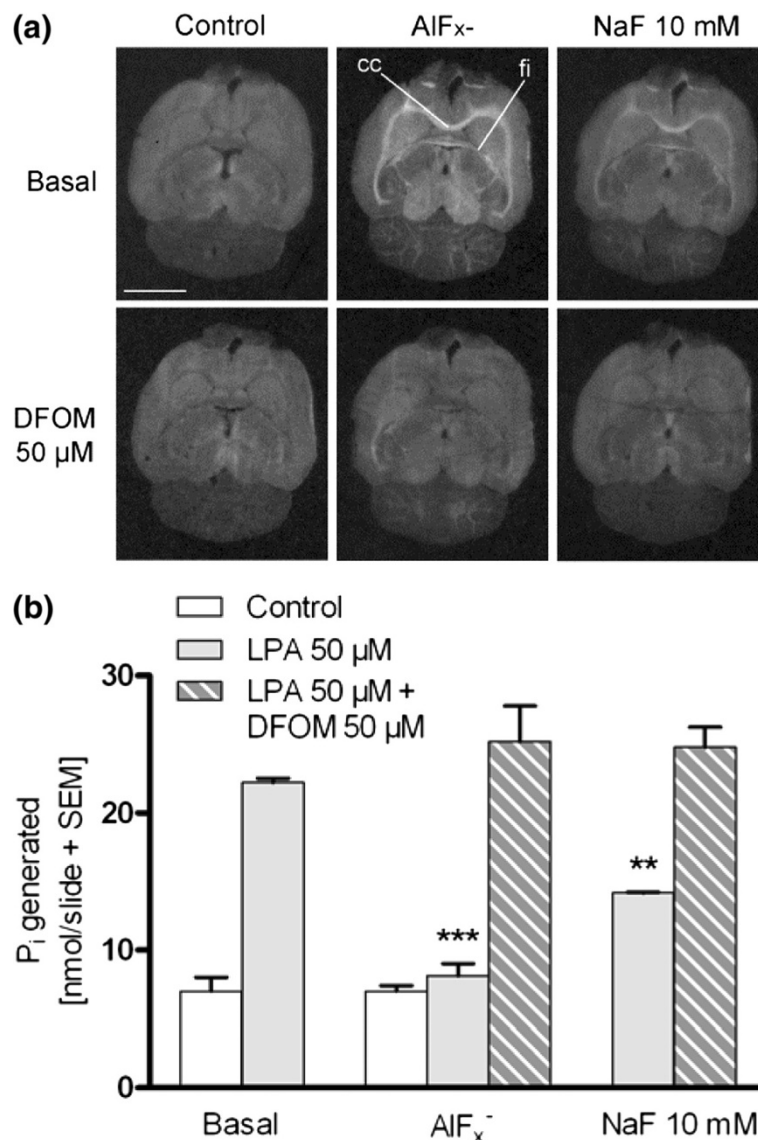 (a)
Control AlFx- NaF 10 mM
cc fi
Basal
DFOM
50 µM
(b)
Control
LPA 50 µM
LPA 50 µM +
DFOM 50 µM
30
20
10
0
Pi generated
[nmol/slide + SEM]
*** **
Basal AlFx- NaF 10 mM